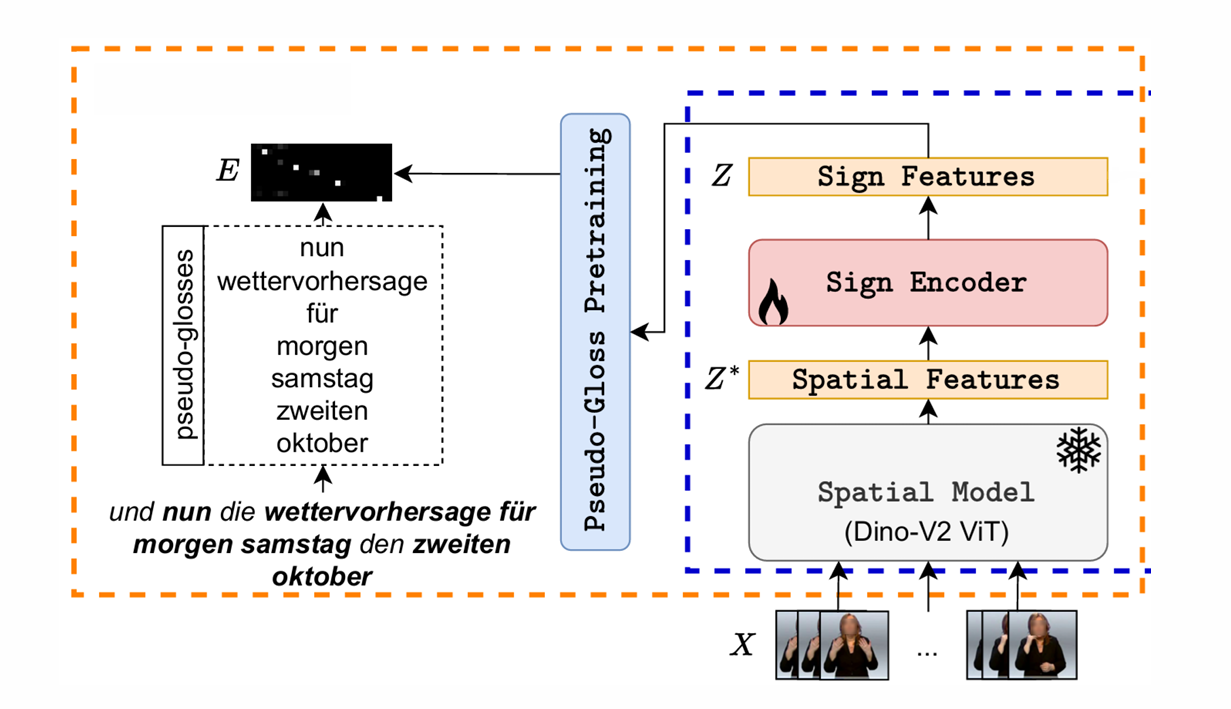 E
pseudo-glosses
nun
wettervorhersage
für
morgen
samstag
zweiten
oktober
und nun die wettervorhersage für
morgen samstag den zweiten
oktober
Pseudo-Gloss Pretraining
Z
Sign Features
Sign Encoder
Z*
Spatial Features
Spatial Model
(Dino-V2 ViT)
X
...